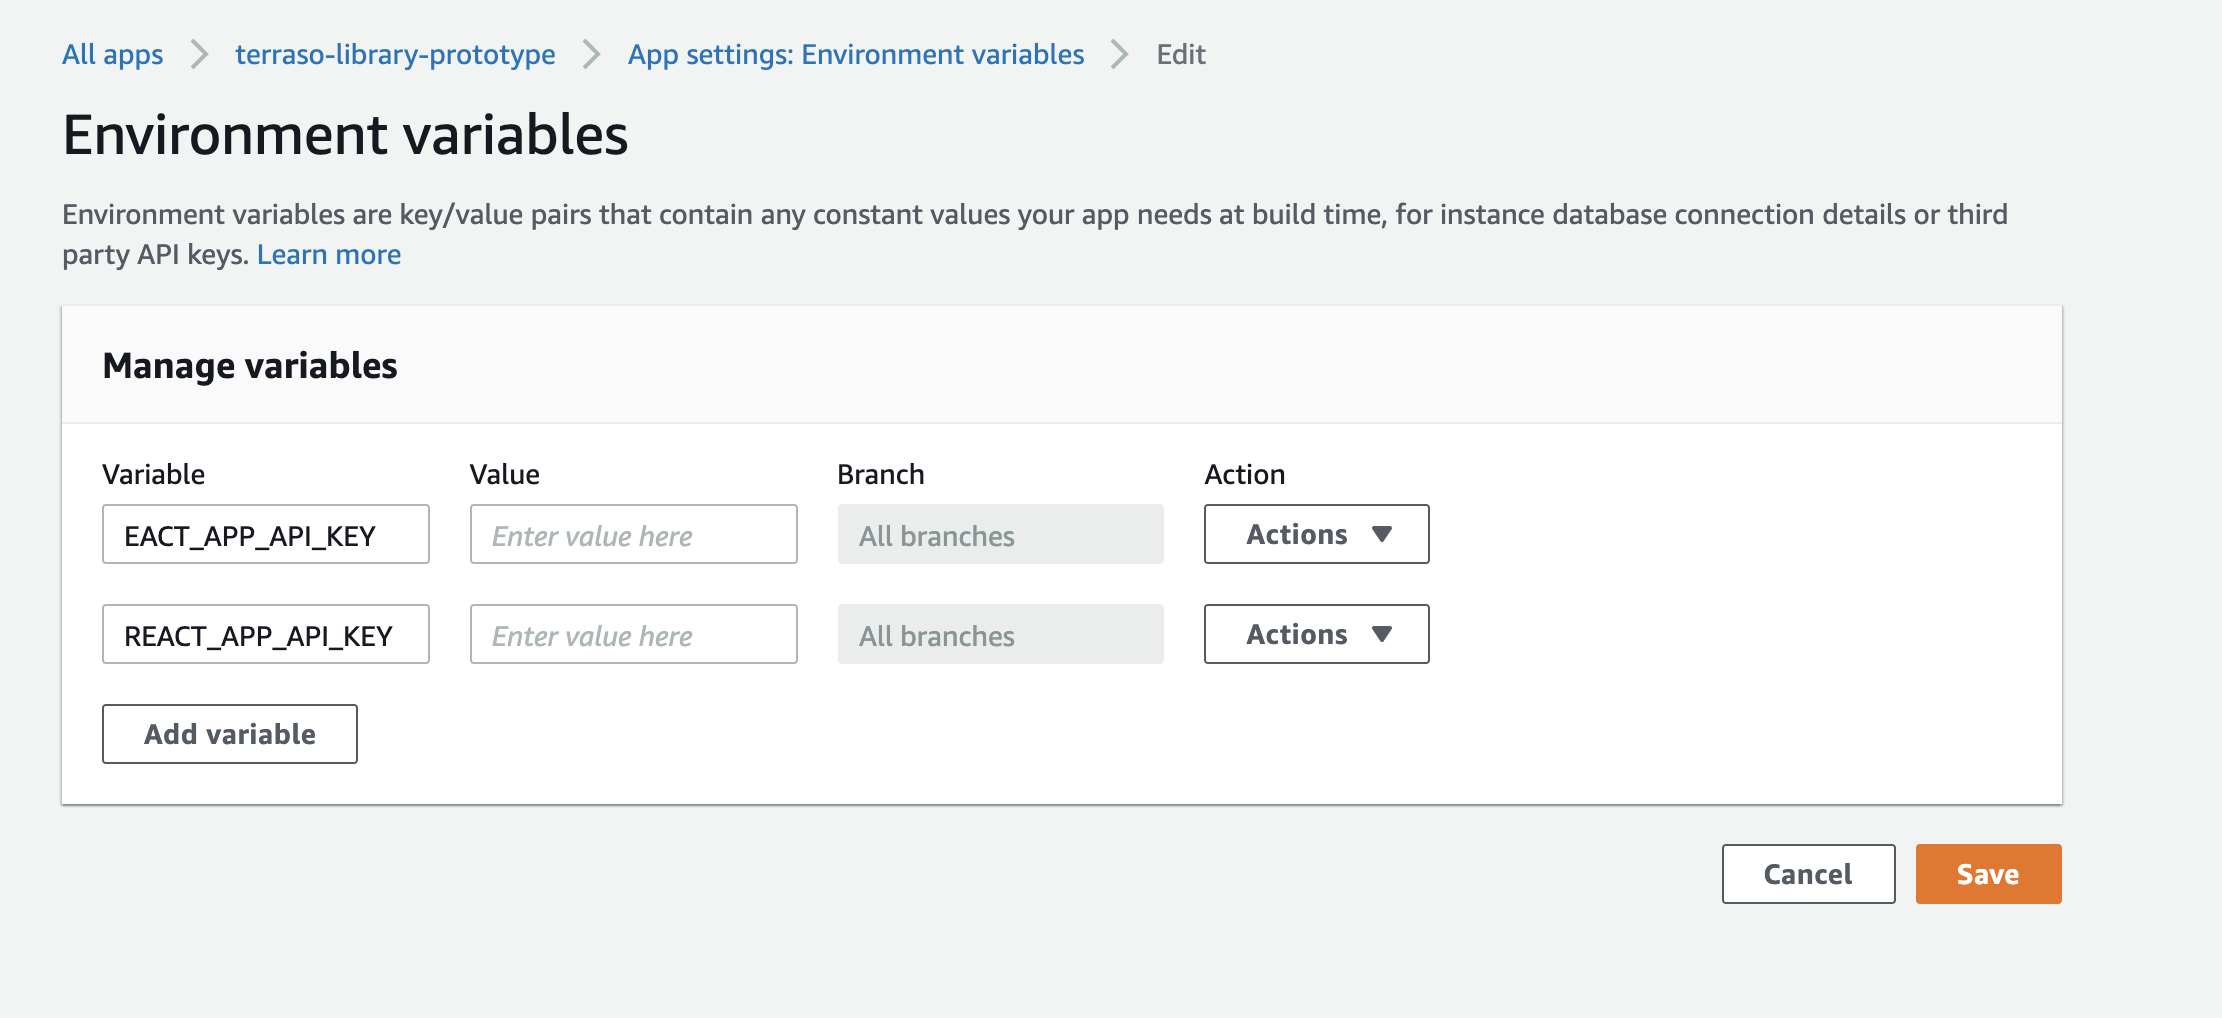 All apps > terraso-library-prototype > App settings: Environment variables > Edit
Environment variables
Environment variables are key/value pairs that contain any constant values your app needs at build time, for instance database connection details or third
party API keys. Learn more
Manage variables
Variable Value Branch Action
EACT_APP_API_KEY Enter value here All branches Actions
REACT_APP_API_KEY Enter value here All branches Actions
Add variable
Cancel Save